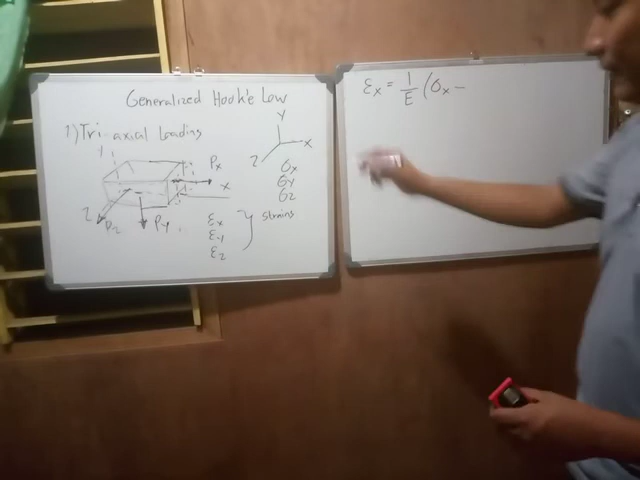 Generalized Hook'e Law
1) Tri-axial Loading
Y
X
Z
Px
x
Z
Pz
Py
σx
σy
σz
εx
εy
εz
} strains
εx = 1/E (σx -